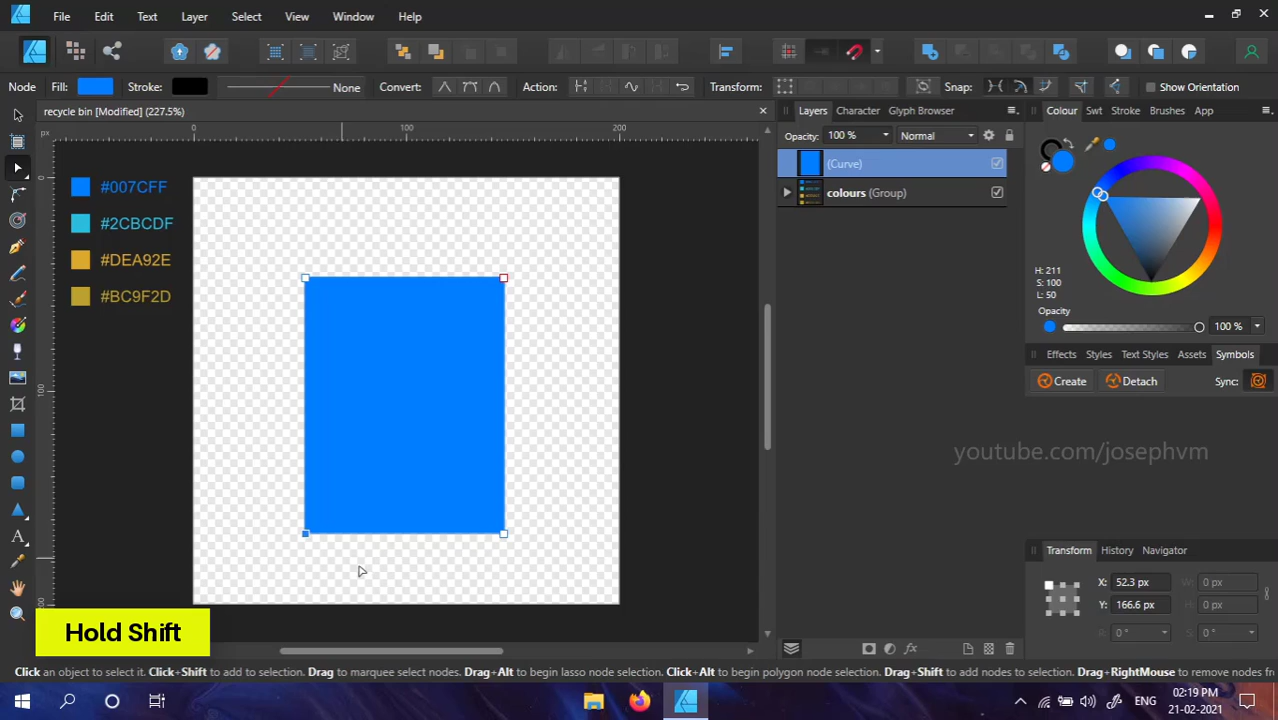 File Edit Text Layer Select View Window Help
Node Fill: Stroke: None Convert: Action: Transform: Snap: Show Orientation
recycle bin [Modified] (227.5%)
Layers Character Glyph Browser
Colour Swt Stroke Brushes App
px 0 100 200
Opacity: 100 % Normal
(Curve)
colours (Group)
#007CFF
#2CBCDF
#DEA92E
#BC9F2D
0
100
H: 211
S: 100
L: 50
Opacity
100 %
Effects Styles Text Styles Assets Symbols
Create Detach Sync:
youtube.com/josephvm
Transform History Navigator
X: 52.3 px W: 0 px
Y: 166.6 px H: 0 px
R: 0 ° S: 0 °
Hold Shift
Click an object to select it. Click+Shift to add to selection. Drag to marquee select nodes. Drag+Alt to begin lasso node selection. Click+Alt to begin polygon node selection. Drag+Shift to add nodes to selection. Drag+RightMouse to remove nodes
ENG
02:19 PM
21-02-2021